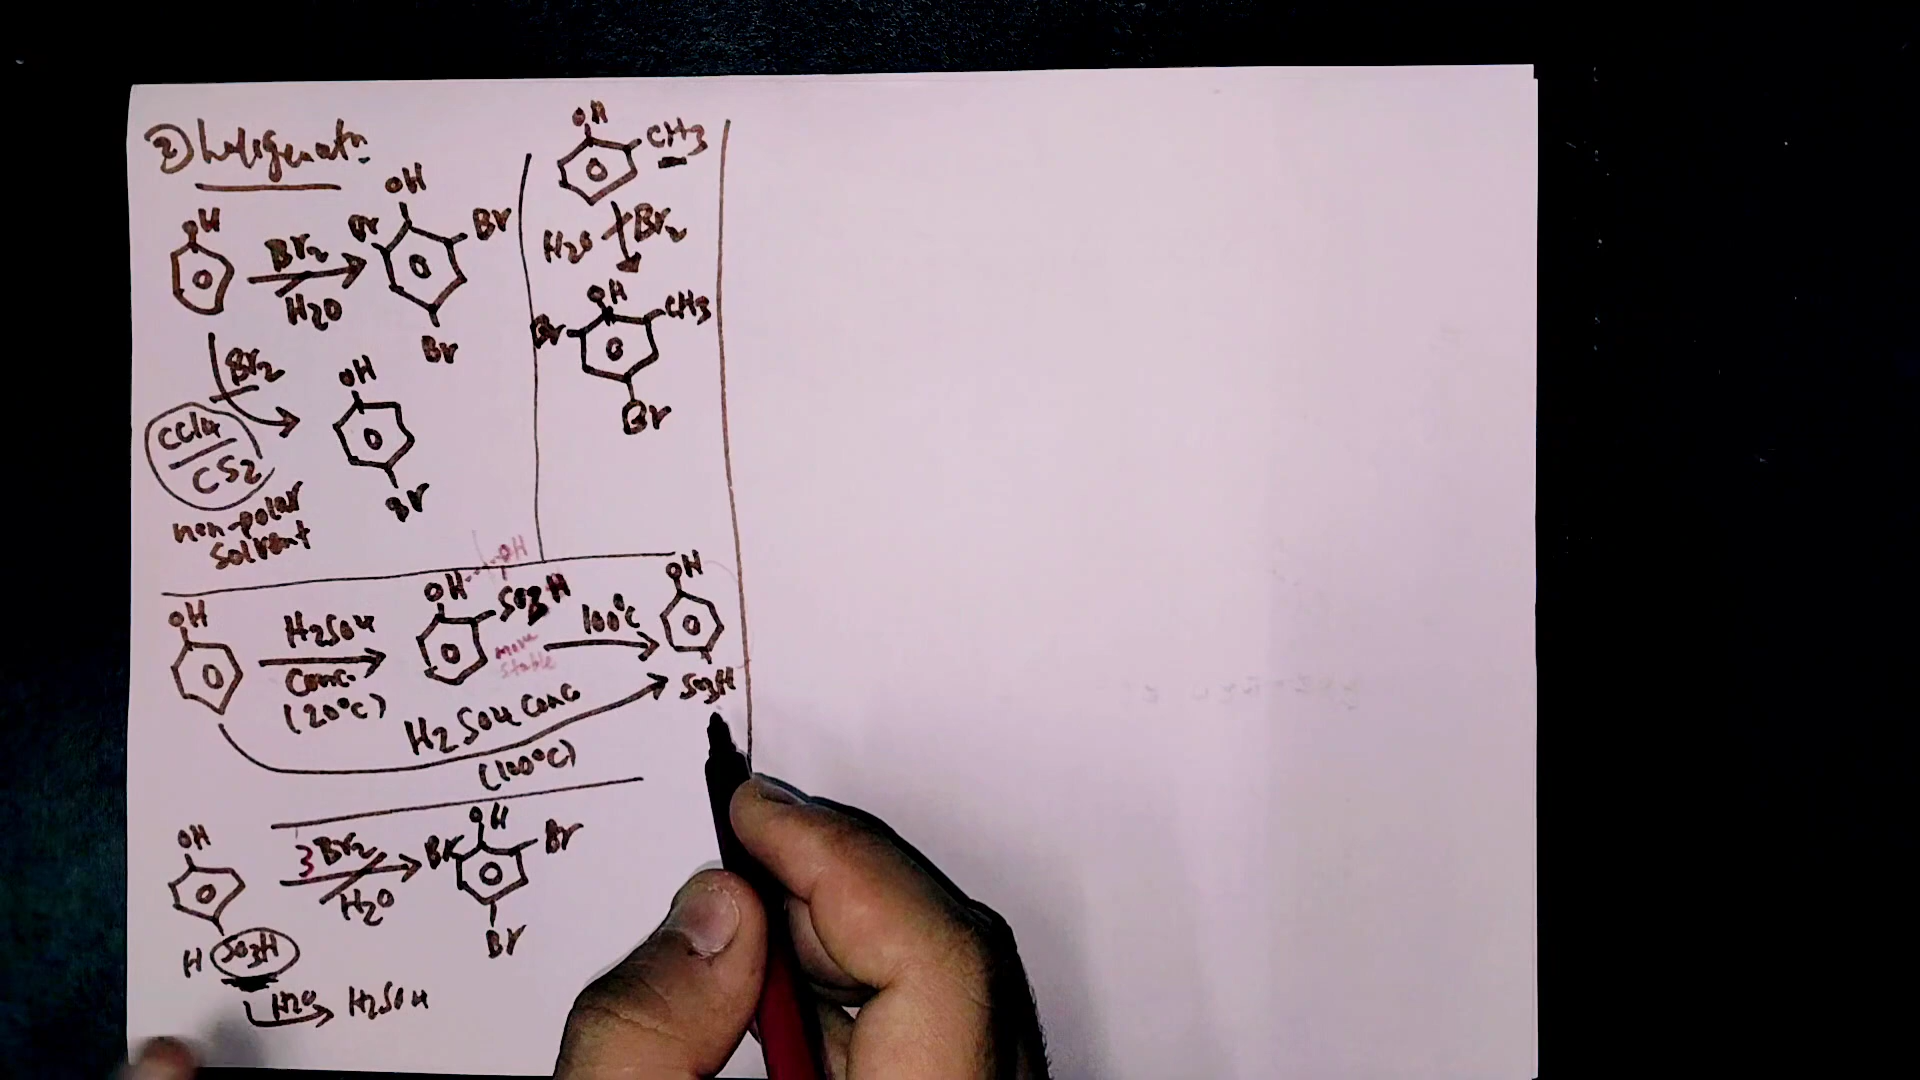 ② halogenatn
OH
Br2
H2O
OH
Br
Br
Br
Br2
CCl4
CS2
non-polar
solvent
OH
Br
OH
CH3
H2O
Br2
OH
CH3
Br
Br
OH
H2SO4
Conc.
(20°C)
OH
SO3H
more
stable
100°C
OH
SO3H
H2SO4 Conc
(100°C)
OH
H
SO3H
3Br2
H2O
OH
Br
Br
Br
H2O
H2SO4